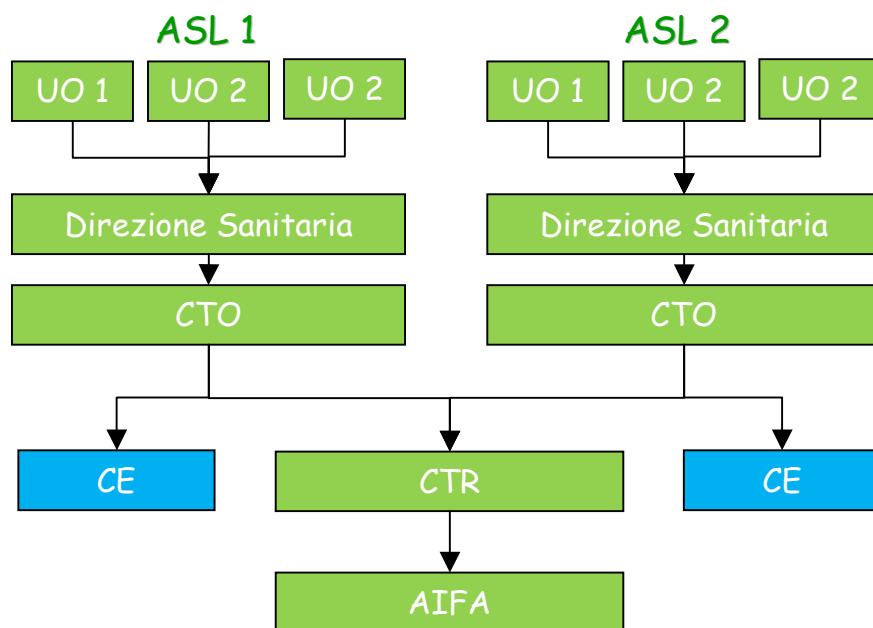 ASL 1
ASL 2
UO 1
UO 2
UO 2
UO 1
UO 2
UO 2
Direzione Sanitaria
Direzione Sanitaria
CTO
CTO
CE
CTR
CE
AIFA